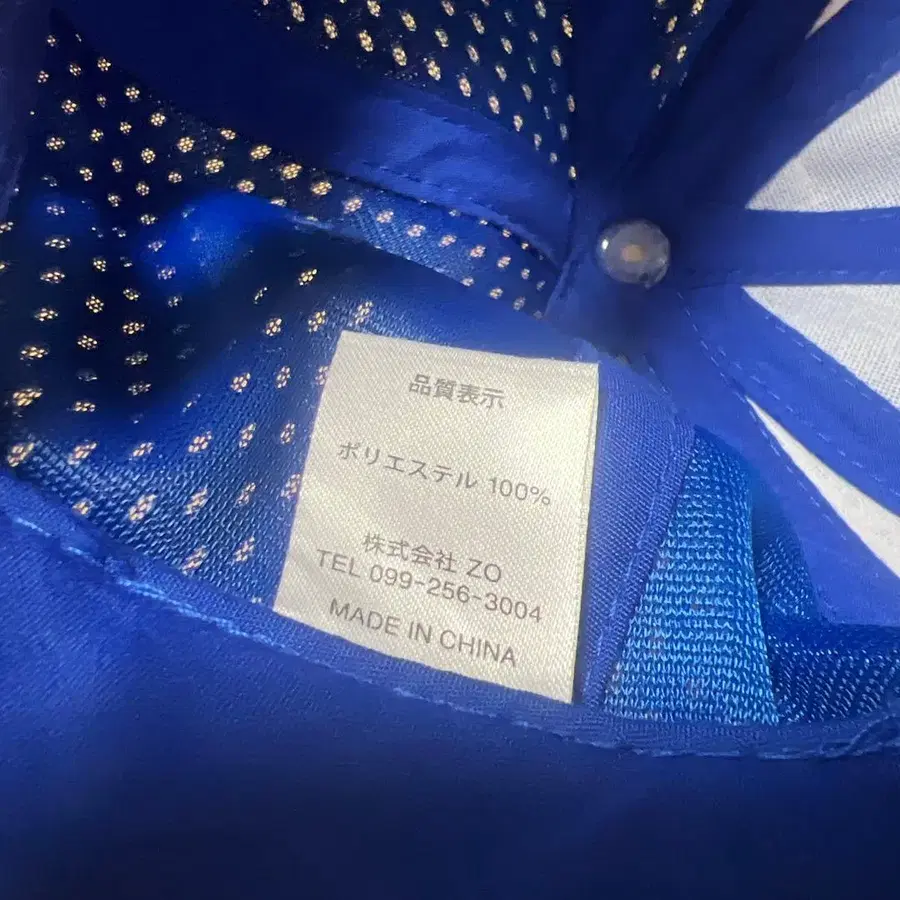 品質表示
ポリエステル 100%
株式会社 ZO
TEL 099-256-3004
MADE IN CHINA